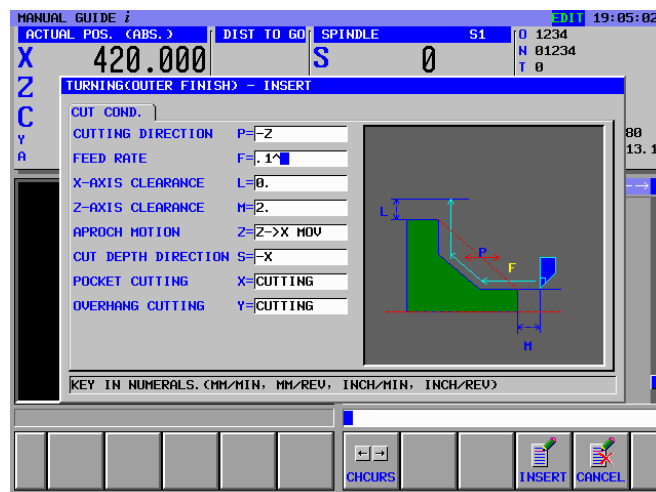 MANUAL GUIDE i EDIT 19:05:02
ACTUAL POS. (ABS.) DIST TO GO SPINDLE S1 O 1234
X 420.000 S 0 N 01234
T 0
Z
C
Y
A
80
13.1
TURNING(OUTER FINISH) - INSERT
CUT COND.
CUTTING DIRECTION P=-Z
FEED RATE F=.1^
X-AXIS CLEARANCE L=0.
Z-AXIS CLEARANCE M=2.
APROCH MOTION Z=Z->X MOV
CUT DEPTH DIRECTION S=-X
POCKET CUTTING X=CUTTING
OVERHANG CUTTING Y=CUTTING
L
P
F
M
KEY IN NUMERALS.(MM/MIN, MM/REV, INCH/MIN, INCH/REV)
CHCURS INSERT CANCEL